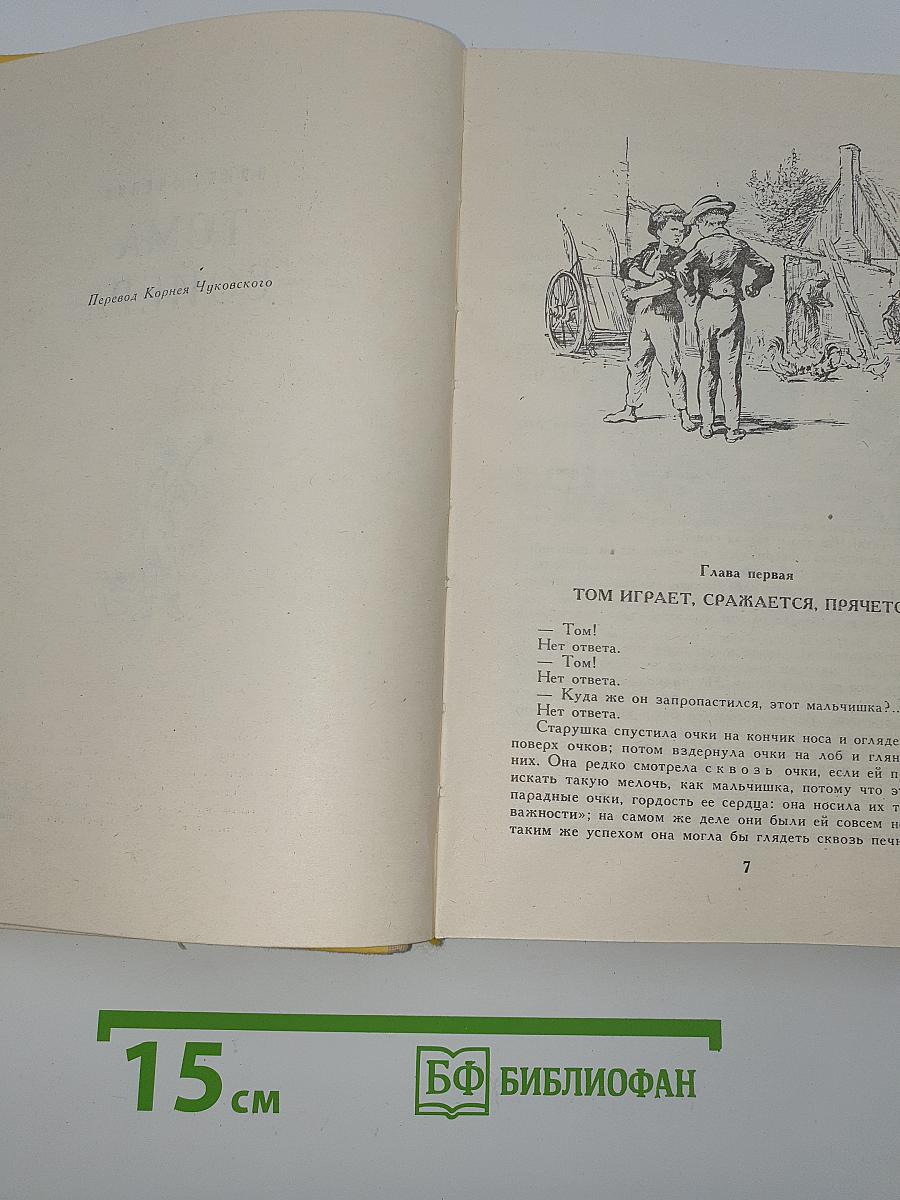 Перевод Корнея Чуковского
Глава первая
ТОМ ИГРАЕТ, СРАЖАЕТСЯ, ПРЯЧЕТС
— Том!
Нет ответа.
— Том!
Нет ответа.
— Куда же он запропастился, этот мальчишка?..
Нет ответа.
Старушка спустила очки на кончик носа и огляде
поверх очков; потом вздернула очки на лоб и глян
них. Она редко смотрела сквозь очки, если ей п
искать такую мелочь, как мальчишка, потому что э
парадные очки, гордость ее сердца: она носила их т
важности»; на самом же деле они были ей совсем н
таким же успехом она могла бы глядеть сквозь печн
7
15 см
БФ БИБЛИОФАН